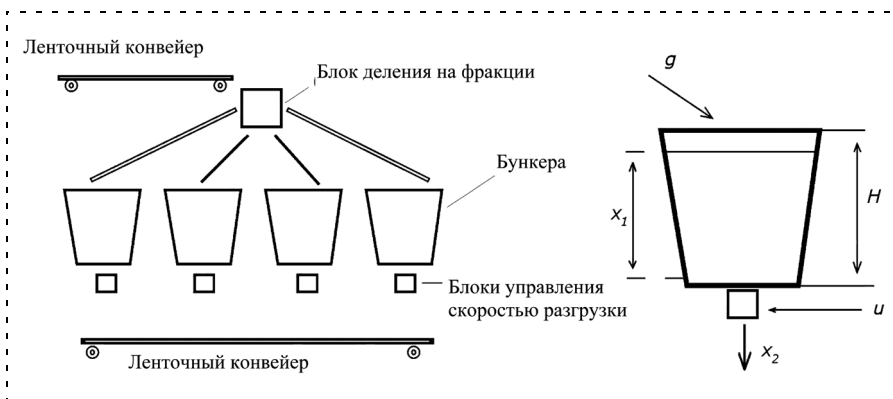 Ленточный конвейер
Блок деления на фракции
Бункера
Блоки управления
скоростью разгрузки
Ленточный конвейер
g
x₁
H
u
x₂